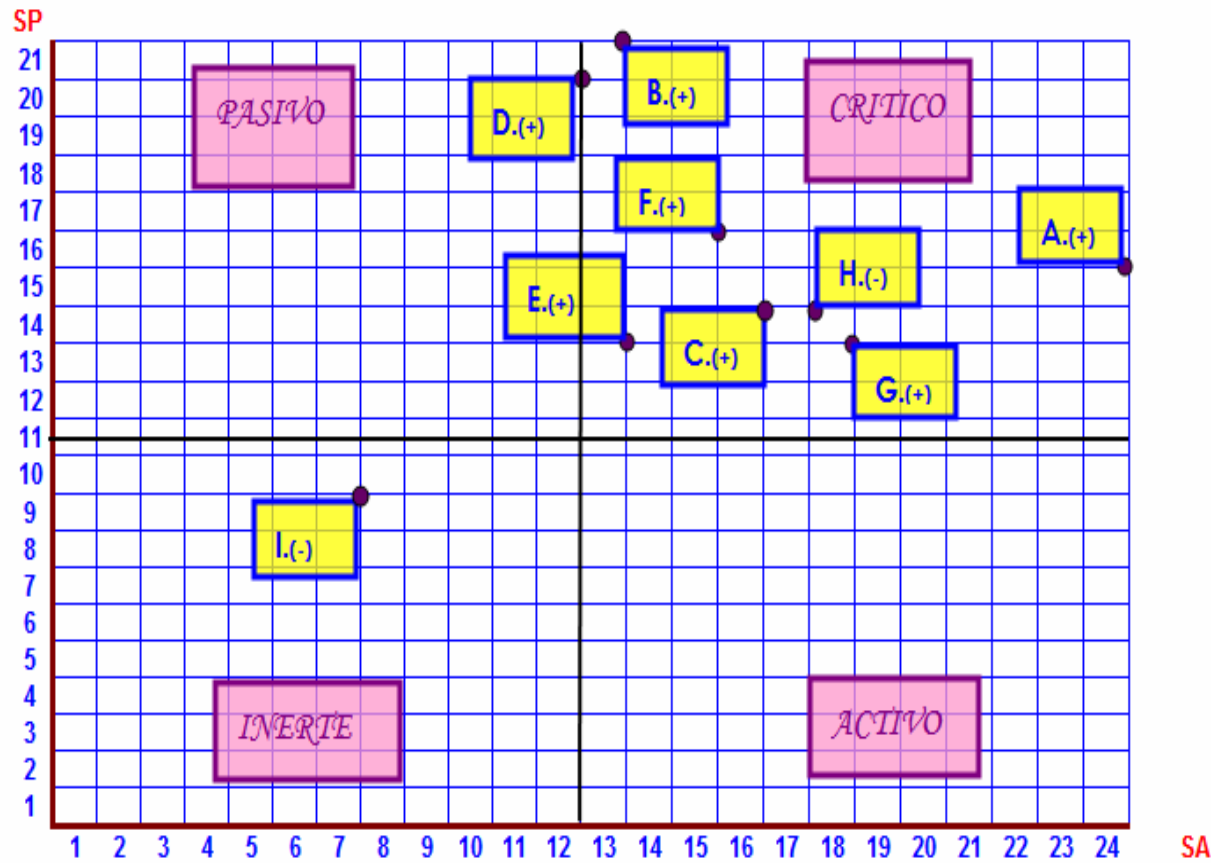 SP
21
20
19
18
17
16
15
14
13
12
11
10
9
8
7
6
5
4
3
2
1
PASIVO
D.(+)
B.(+)
CRITICO
F.(+)
A.(+)
H.(-)
E.(+)
C.(+)
G.(+)
I.(-)
INERTE
ACTIVO
1 2 3 4 5 6 7 8 9 10 11 12 13 14 15 16 17 18 19 20 21 22 23 24 SA